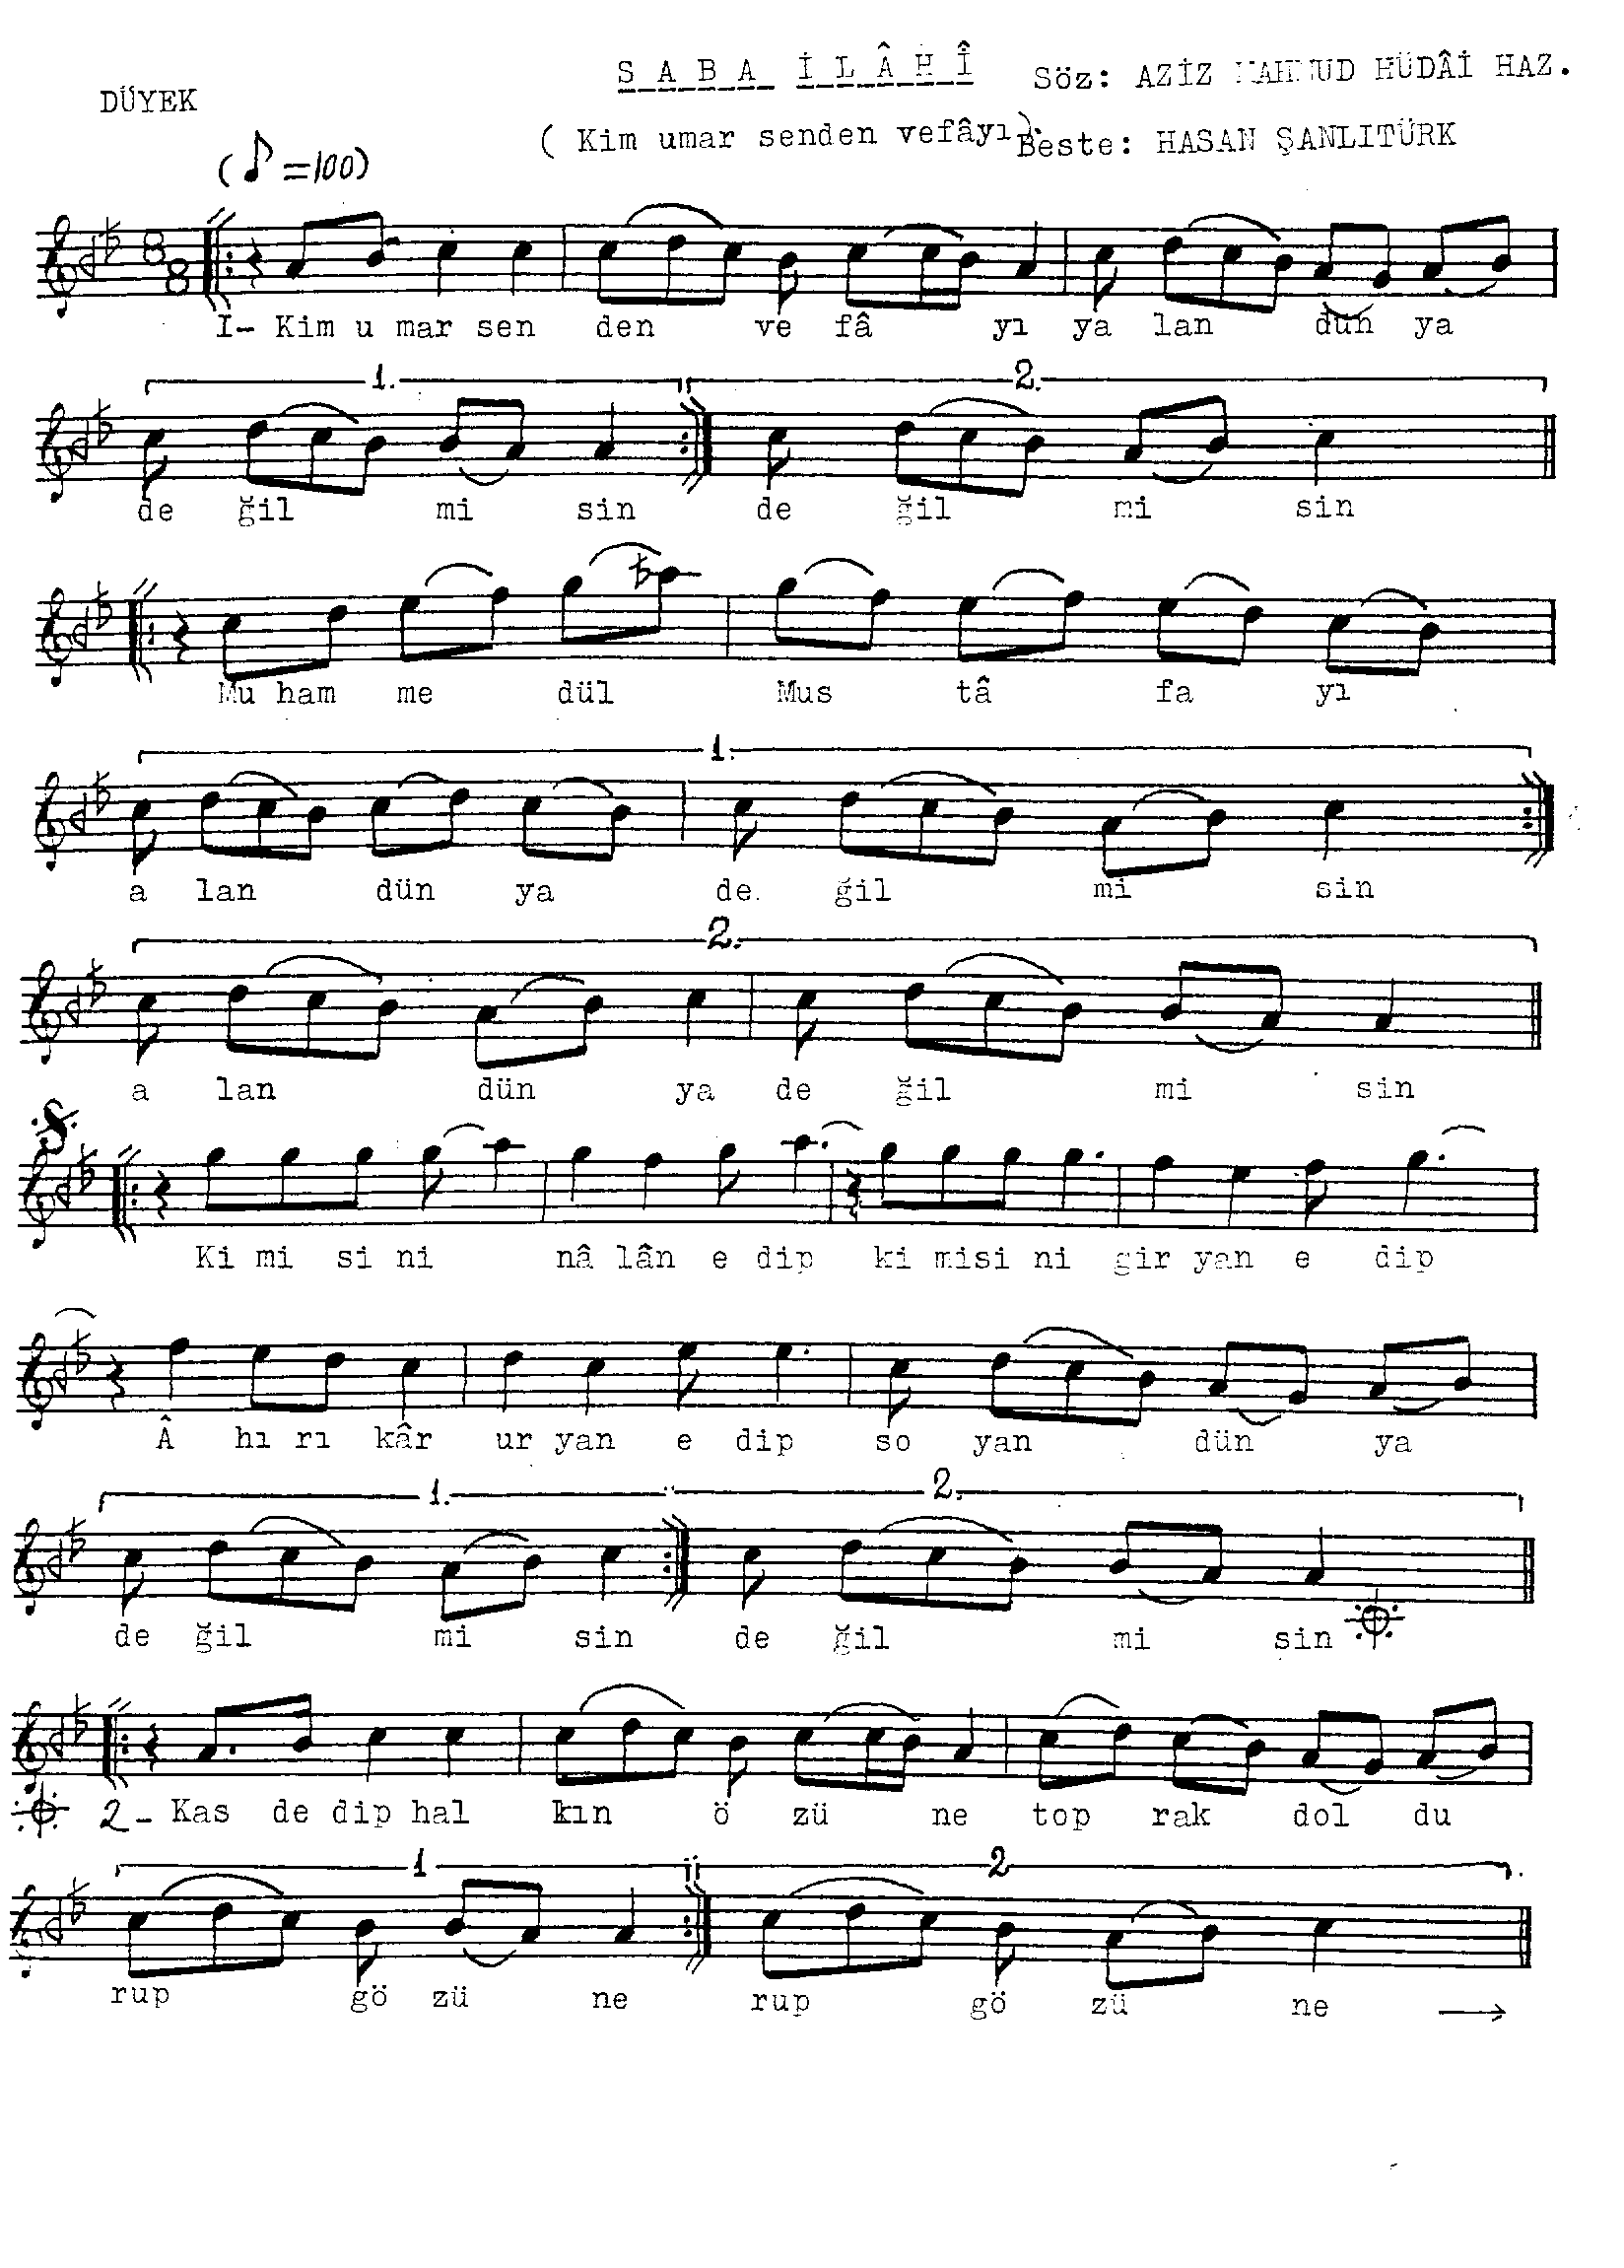 SABA İLÂHÎ
Söz: AZİZ MAHMUD HÜDÂİ HAZ.
DÜYEK
( Kim umar senden vefâyı).
Beste: HASAN ŞANLITÜRK
(♪=100)
I- Kim u mar sen den ve fâ yı ya lan dün ya
1. 2.
de ğil mi sin de ğil mi sin
Mu ham me dül Mus tâ fa yı
1.
a lan dün ya de. ğil mi sin
2.
a lan dün ya de ğil mi sin
Ki mi si ni nâ lân e dip ki misi ni gir yan e dip
 hı rı kâr ur yan e dip so yan dün ya
1. 2.
de ğil mi sin de ğil mi sin
2- Kas de dip hal kın ö zü ne top rak dol du
1 2
rup gö zü ne rup gö zü ne